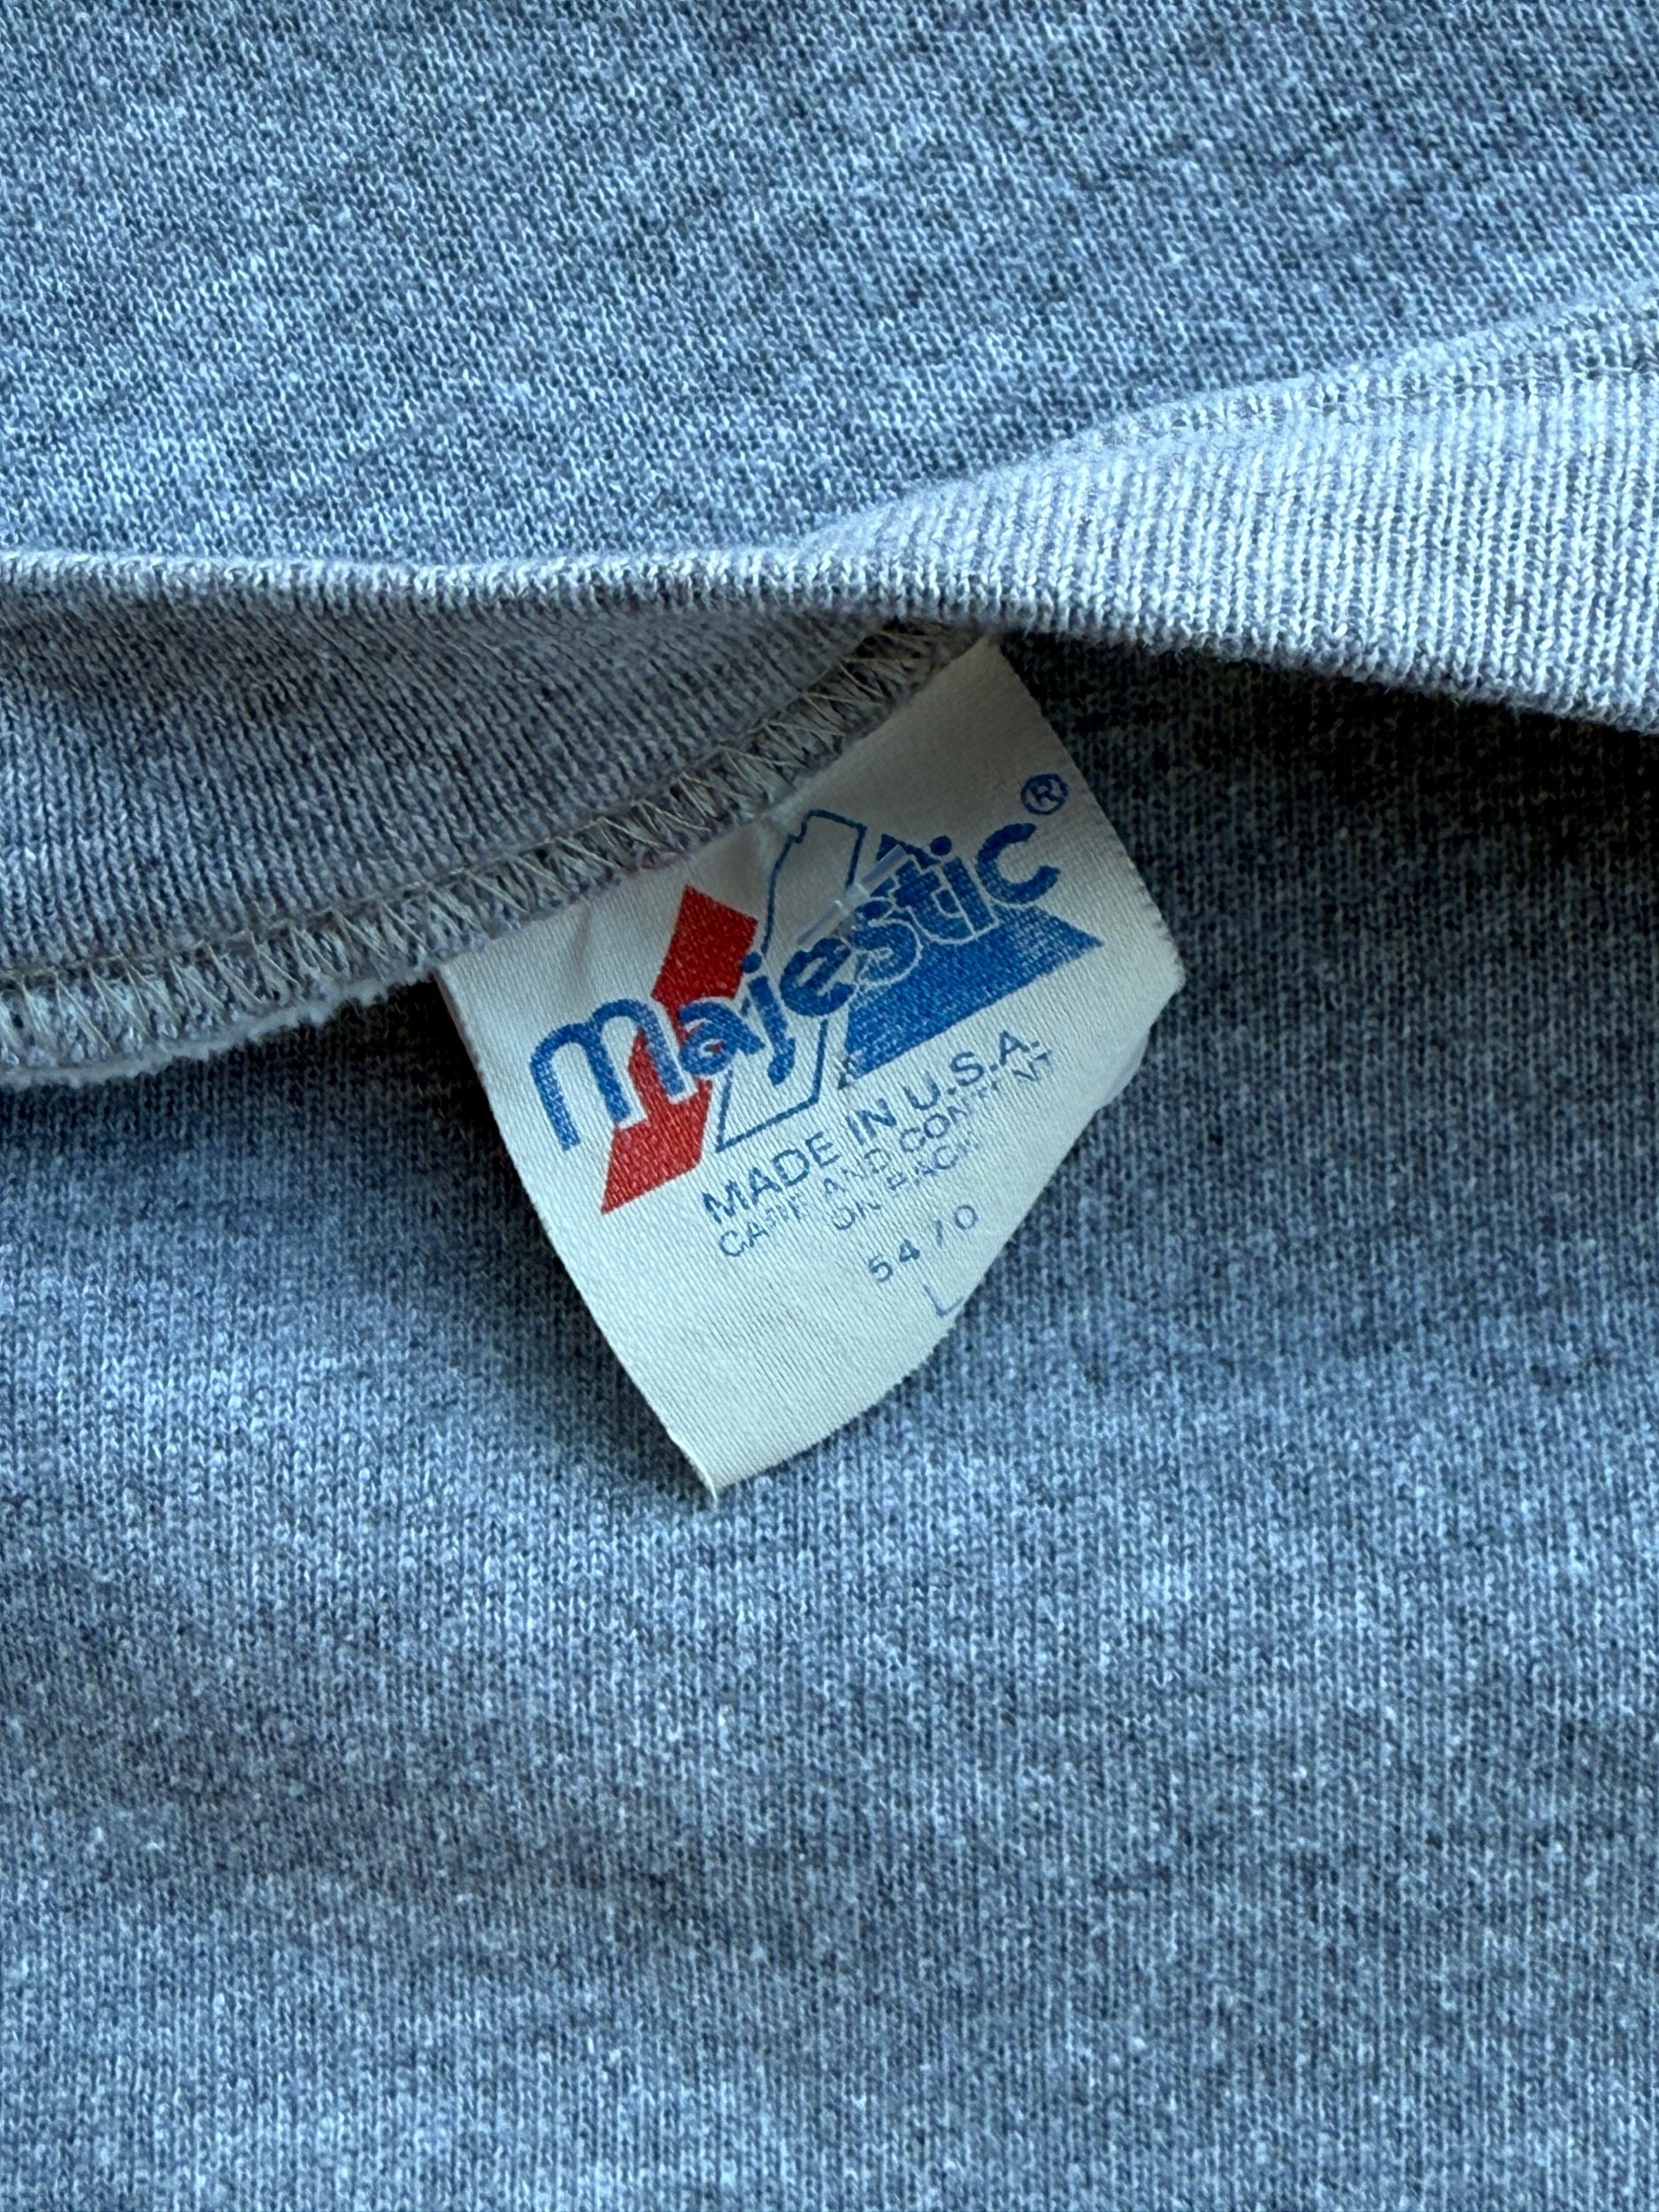 Majestic®
MADE IN U.S.A.
CARE AND CONTENT
ON BACK
54/0
L